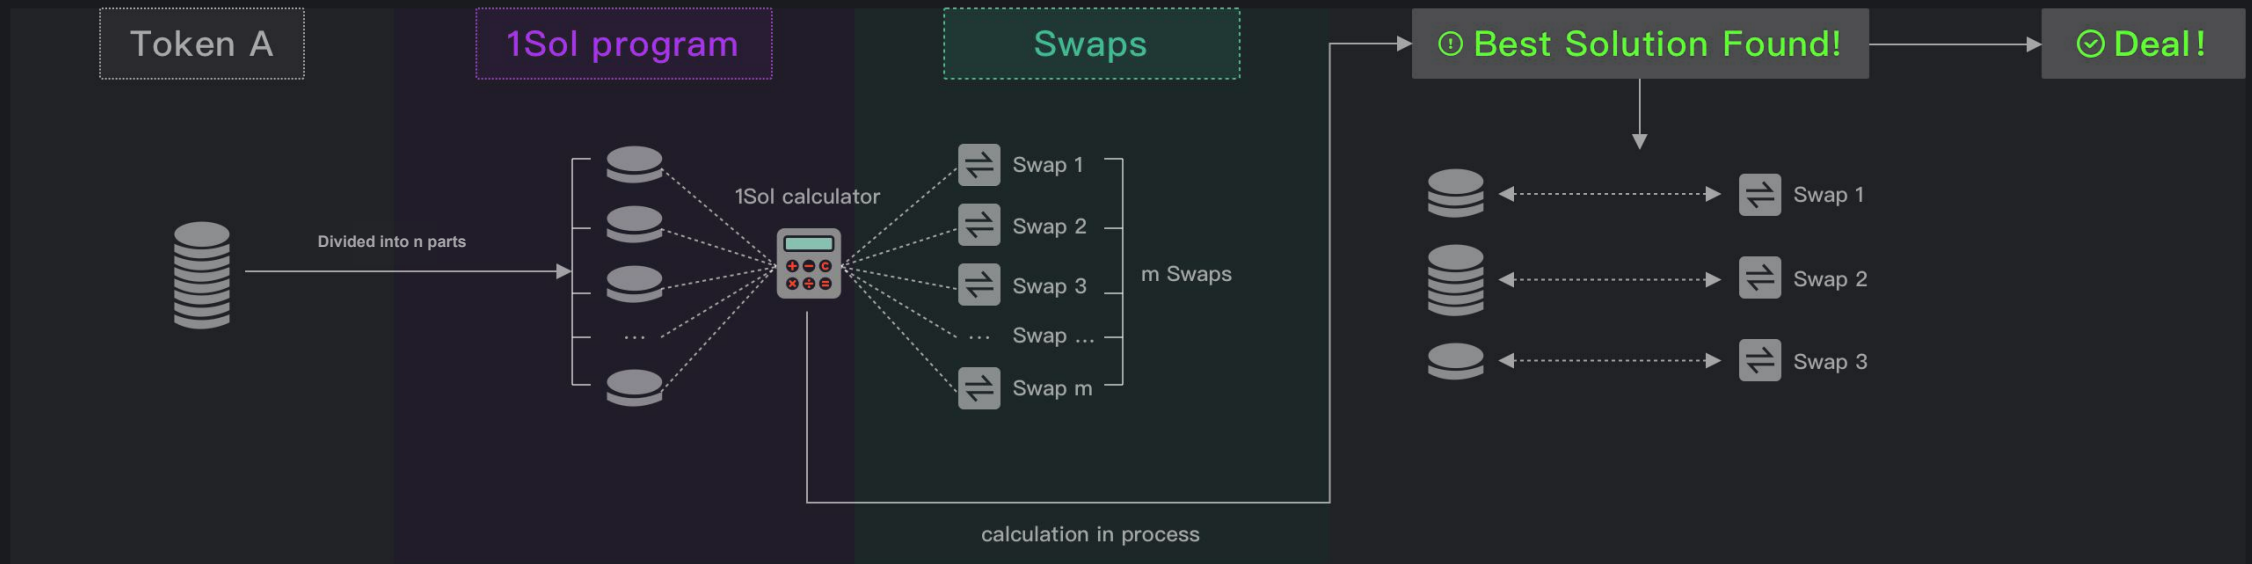 Token A
1Sol program
Swaps
Best Solution Found!
Deal!
Divided into n parts
1Sol calculator
...
Swap 1
Swap 2
Swap 3
... Swap ...
Swap m
m Swaps
calculation in process
Swap 1
Swap 2
Swap 3